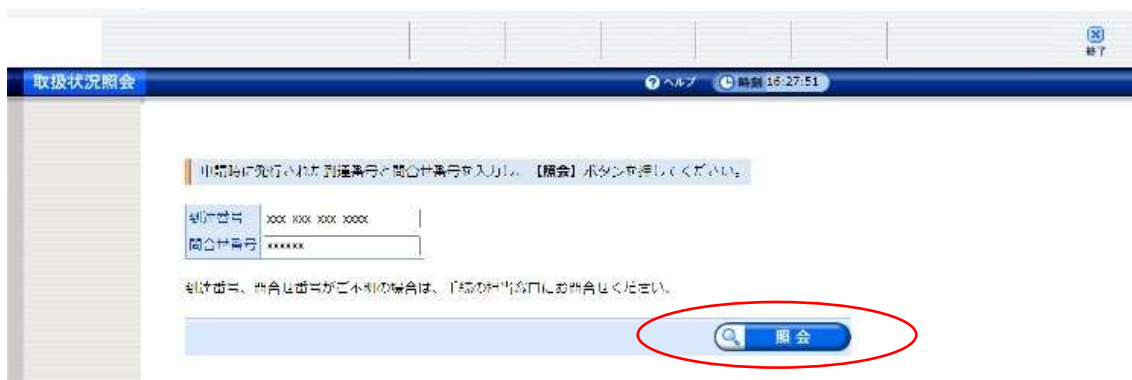 終了
取扱状況照会
ヘルプ 時刻 16:27:51
申請時に発行された到達番号と問合せ番号を入力し、【照会】ボタンを押してください。
到達番号 xxx xxx xxx xxxx
問合せ番号 xxxxxx
到達番号、問合せ番号がご不明の場合は、手続の担当窓口にお問合せください。
照会